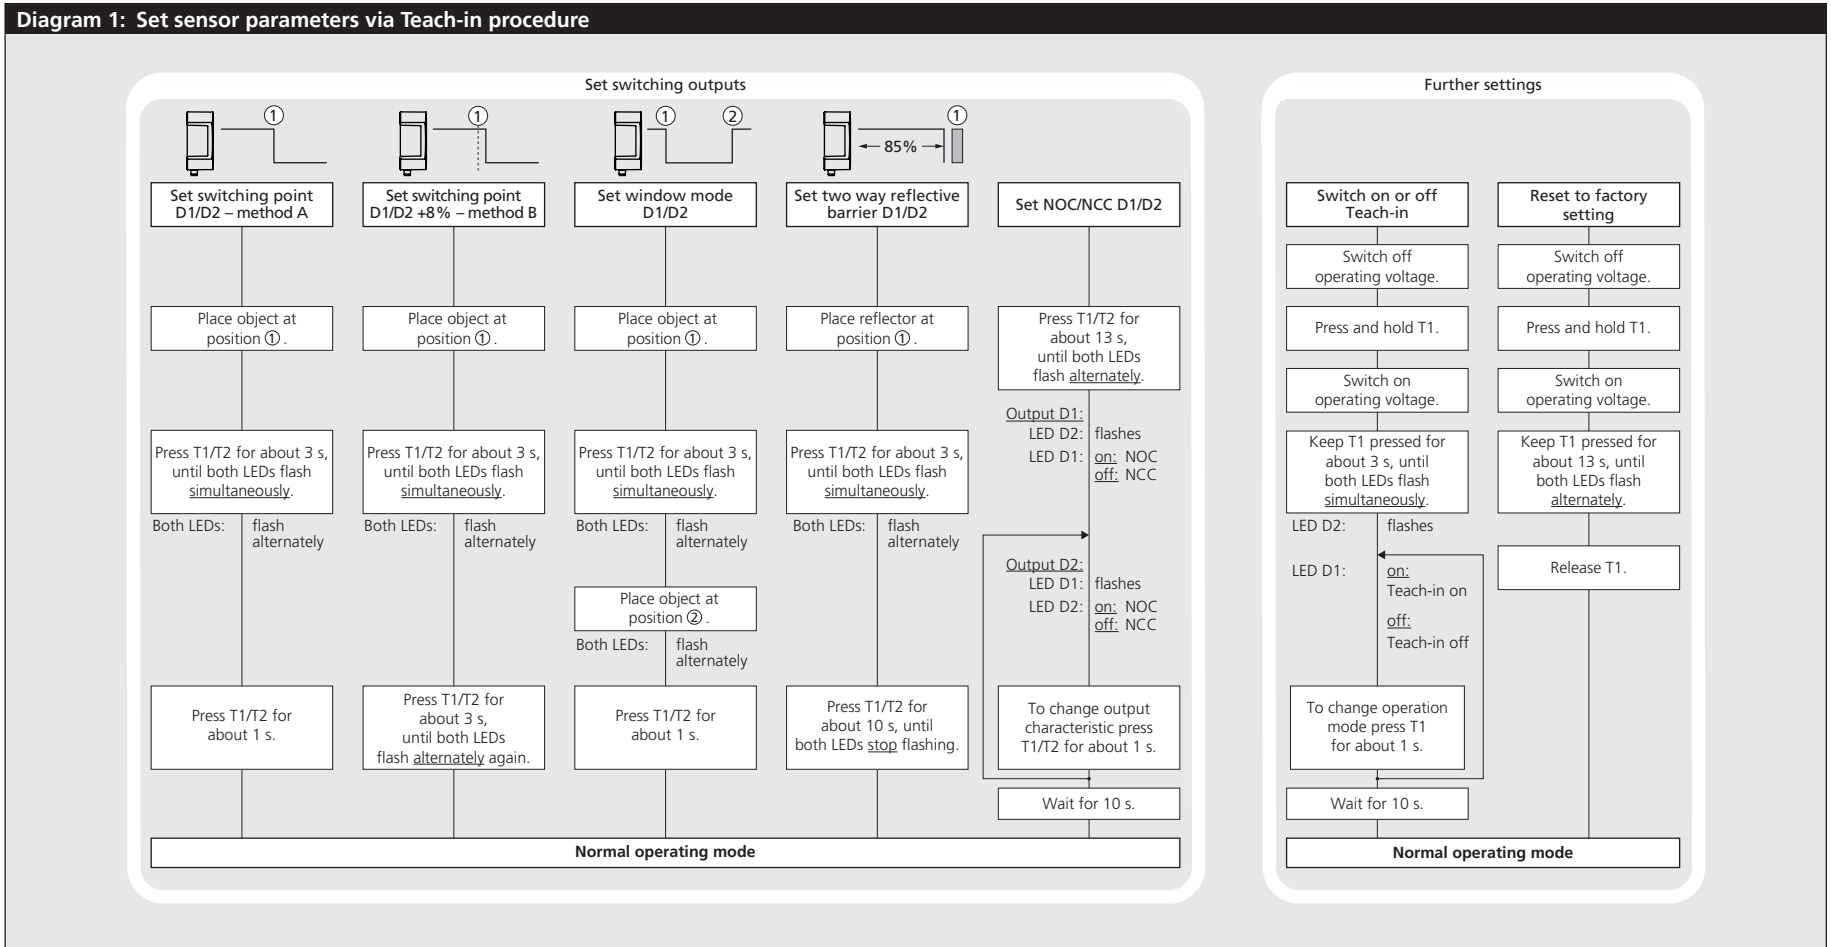 Diagram 1: Set sensor parameters via Teach-in procedure
Set switching outputs
①
Set switching point
D1/D2 – method A
Place object at
position ①.
Press T1/T2 for about 3 s,
until both LEDs flash
simultaneously.
Both LEDs: flash
alternately
Press T1/T2 for
about 1 s.
①
Set switching point
D1/D2 +8% – method B
Place object at
position ①.
Press T1/T2 for about 3 s,
until both LEDs flash
simultaneously.
Both LEDs: flash
alternately
Press T1/T2 for
about 3 s,
until both LEDs
flash alternately again.
① ②
Set window mode
D1/D2
Place object at
position ①.
Press T1/T2 for about 3 s,
until both LEDs flash
simultaneously.
Both LEDs: flash
alternately
Place object at
position ②.
Both LEDs: flash
alternately
Press T1/T2 for
about 1 s.
①
85%
Set two way reflective
barrier D1/D2
Place reflector at
position ①.
Press T1/T2 for about 3 s,
until both LEDs flash
simultaneously.
Both LEDs: flash
alternately
Press T1/T2 for
about 10 s, until
both LEDs stop flashing.
Set NOC/NCC D1/D2
Press T1/T2 for
about 13 s,
until both LEDs
flash alternately.
Output D1:
LED D2: flashes
LED D1: on: NOC
off: NCC
Output D2:
LED D1: flashes
LED D2: on: NOC
off: NCC
To change output
characteristic press
T1/T2 for about 1 s.
Wait for 10 s.
Normal operating mode
Further settings
Switch on or off
Teach-in
Switch off
operating voltage.
Press and hold T1.
Switch on
operating voltage.
Keep T1 pressed for
about 3 s, until
both LEDs flash
simultaneously.
LED D2: flashes
LED D1: on:
Teach-in on
off:
Teach-in off
To change operation
mode press T1
for about 1 s.
Wait for 10 s.
Reset to factory
setting
Switch off
operating voltage.
Press and hold T1.
Switch on
operating voltage.
Keep T1 pressed for
about 13 s, until
both LEDs flash
alternately.
Release T1.
Normal operating mode